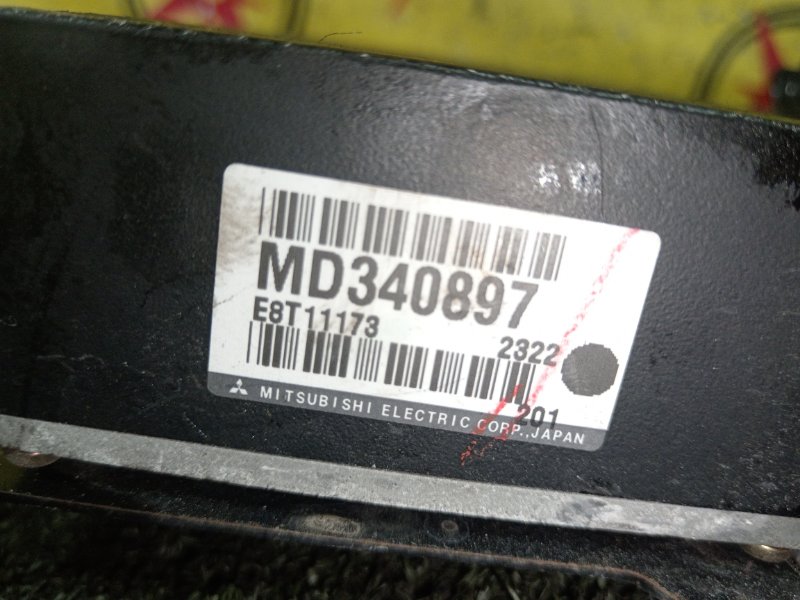 MD340897
E8T11173
2322
201
MITSUBISHI ELECTRIC CORP.,JAPAN